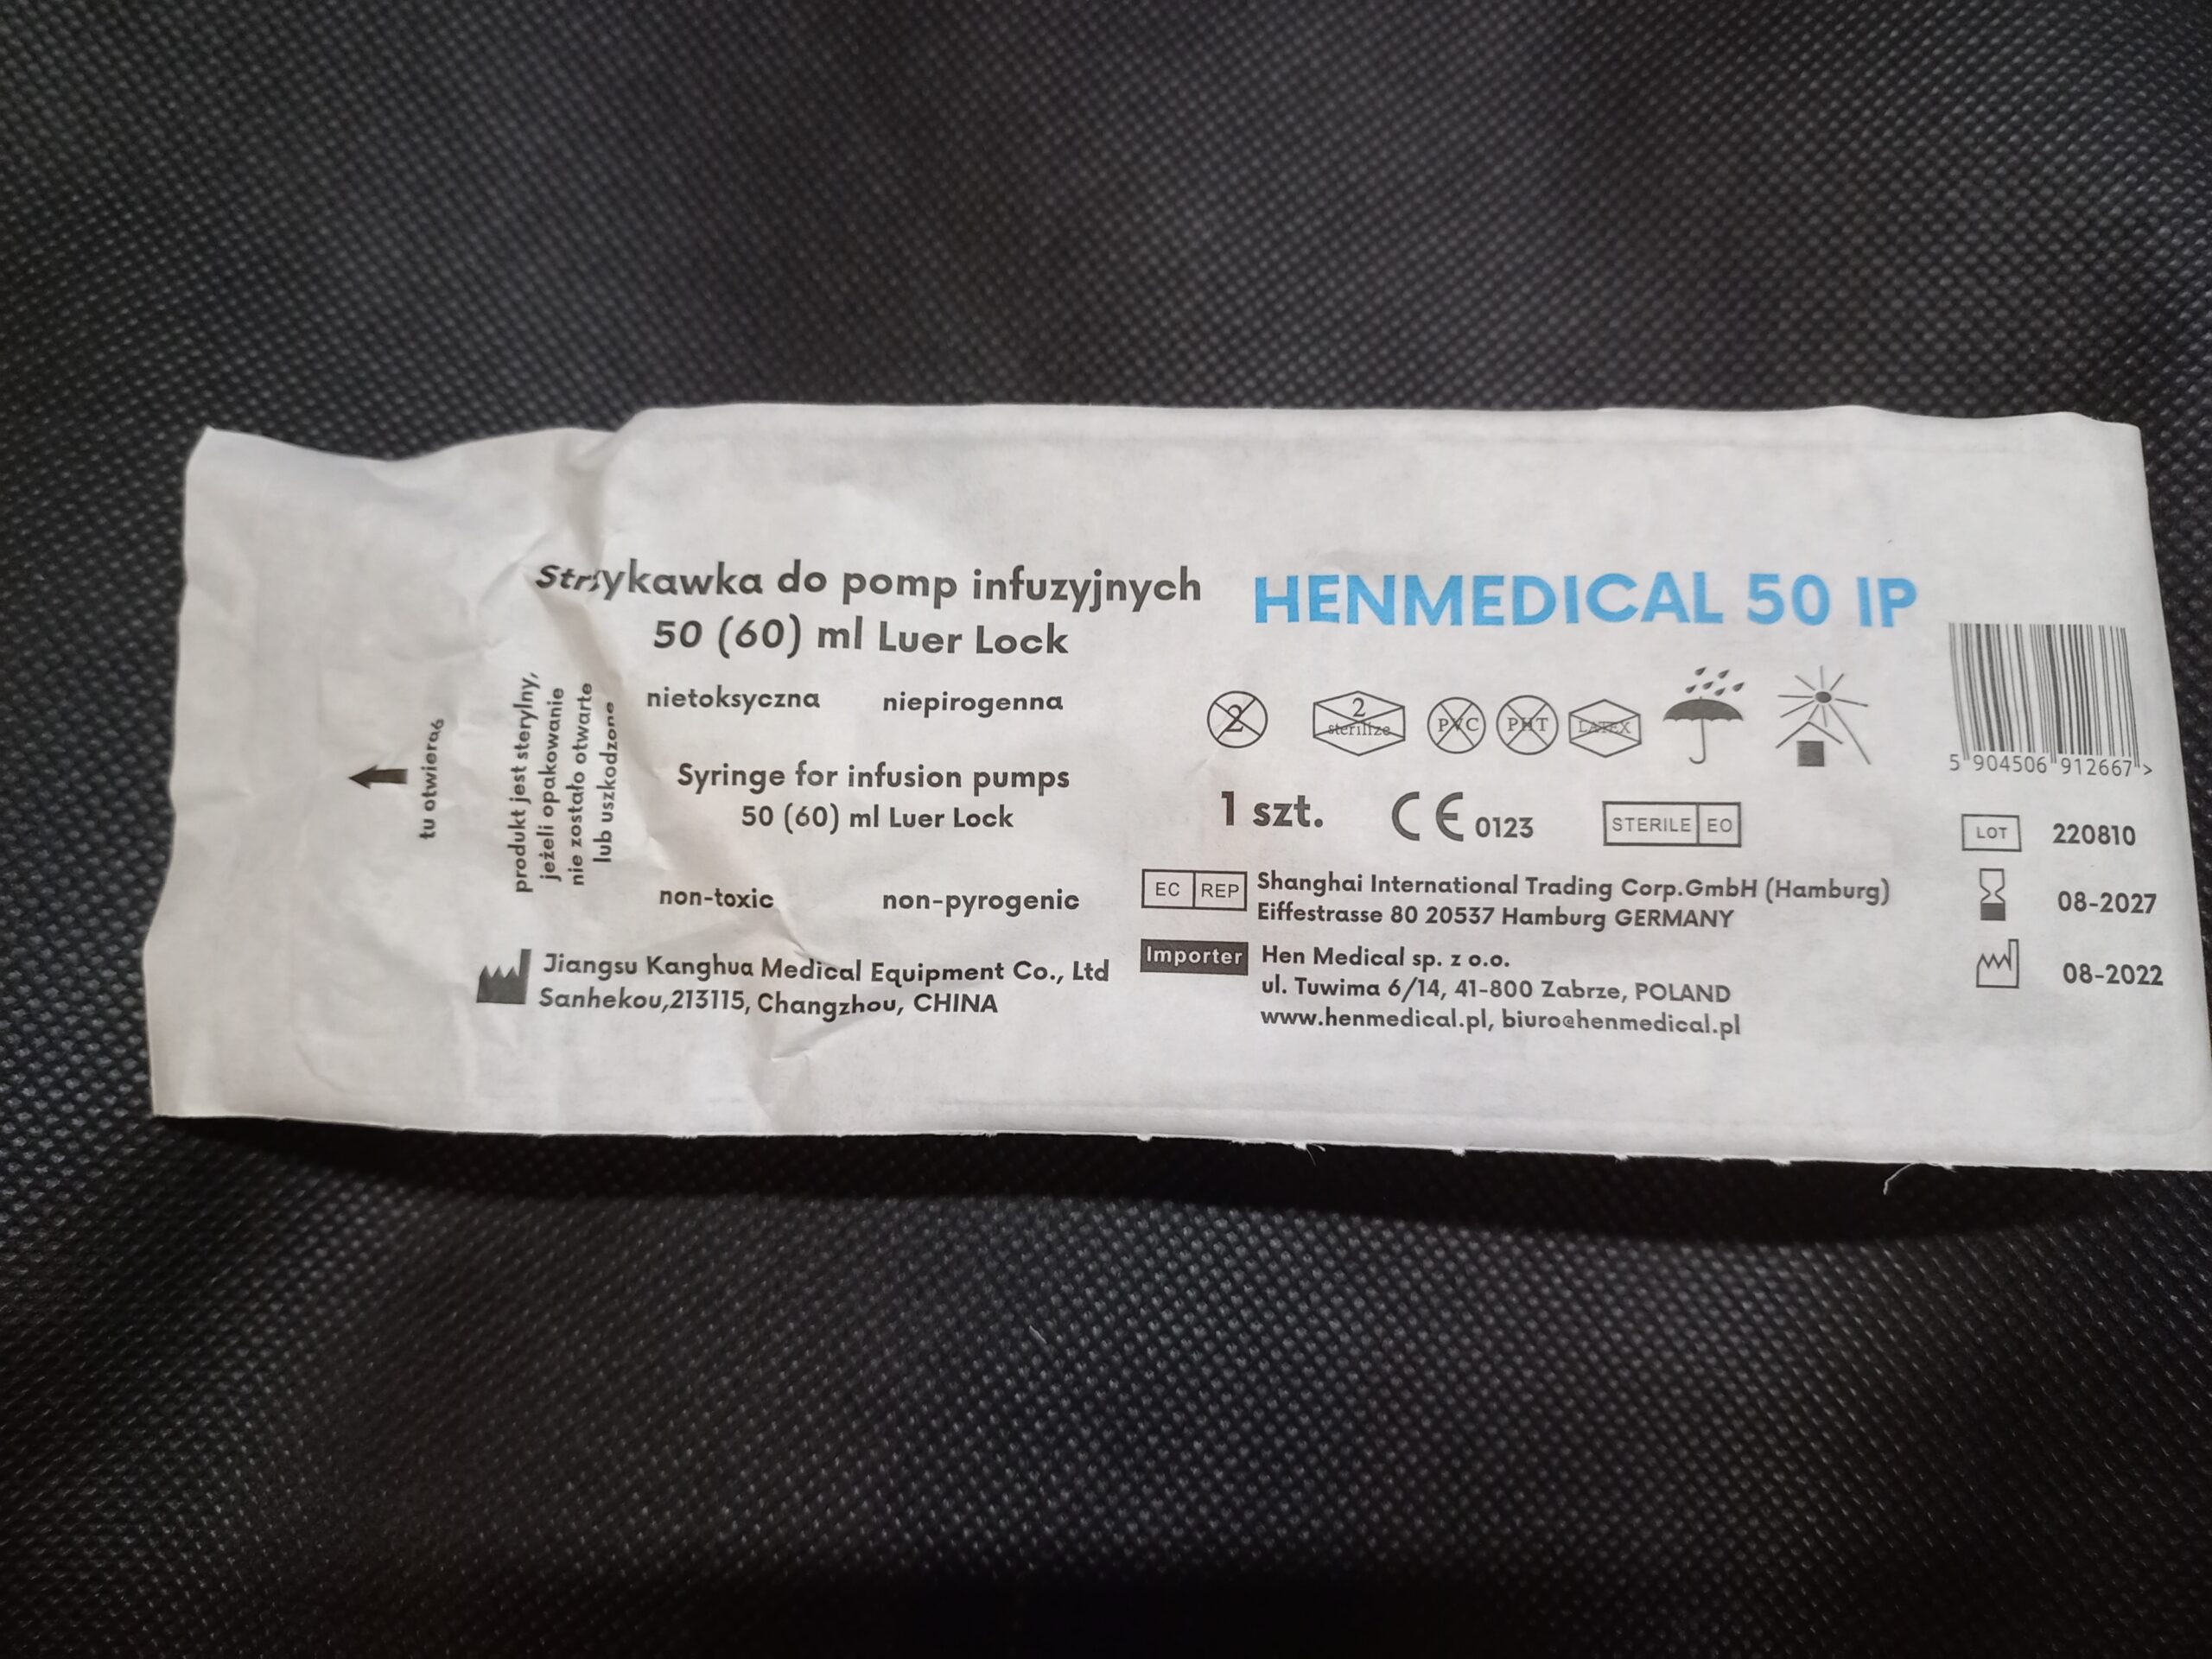 Strzykawka do pomp infuzyjnych
50 (60) ml Luer Lock
nietoksyczna niepirogenna
Syringe for infusion pumps
50 (60) ml Luer Lock
non-toxic non-pyrogenic
Jiangsu Kanghua Medical Equipment Co., Ltd
Sanhekou,213115, Changzhou, CHINA
tu otwierać
produkt jest sterylny,
jeżeli opakowanie
nie zostało otwarte
lub uszkodzone
HENMEDICAL 50 IP
2
2
sterilize
PVC
PHT
LATEX
1 szt.
CE 0123
STERILE EO
EC REP
Shanghai International Trading Corp.GmbH (Hamburg)
Eiffestrasse 80 20537 Hamburg GERMANY
Importer
Hen Medical sp. z o.o.
ul. Tuwima 6/14, 41-800 Zabrze, POLAND
www.henmedical.pl, biuro@henmedical.pl
5 904506 912667 >
LOT 220810
08-2027
08-2022